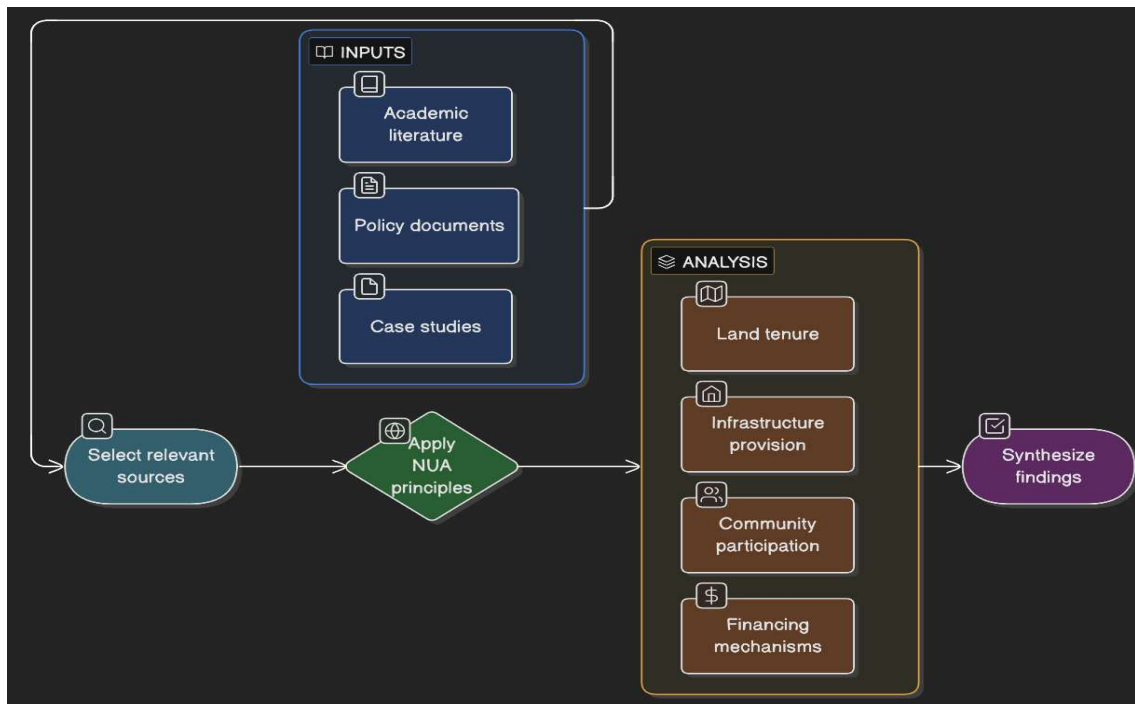 INPUTS
Academic
literature
Policy documents
Case studies
Select relevant
sources
Apply
NUA
principles
ANALYSIS
Land tenure
Infrastructure
provision
Community
participation
$
Financing
mechanisms
Synthesize
findings